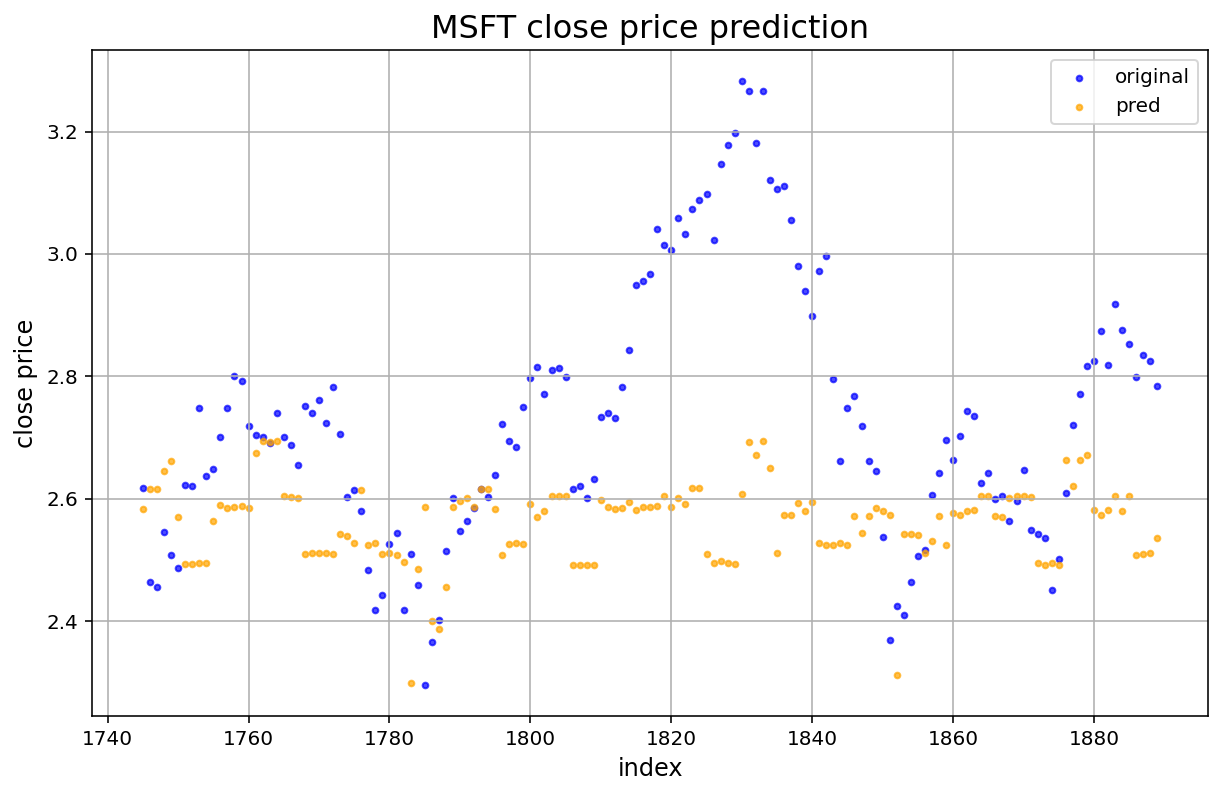 MSFT close price prediction
original
pred
close price
3.2
3.0
2.8
2.6
2.4
1740 1760 1780 1800 1820 1840 1860 1880
index